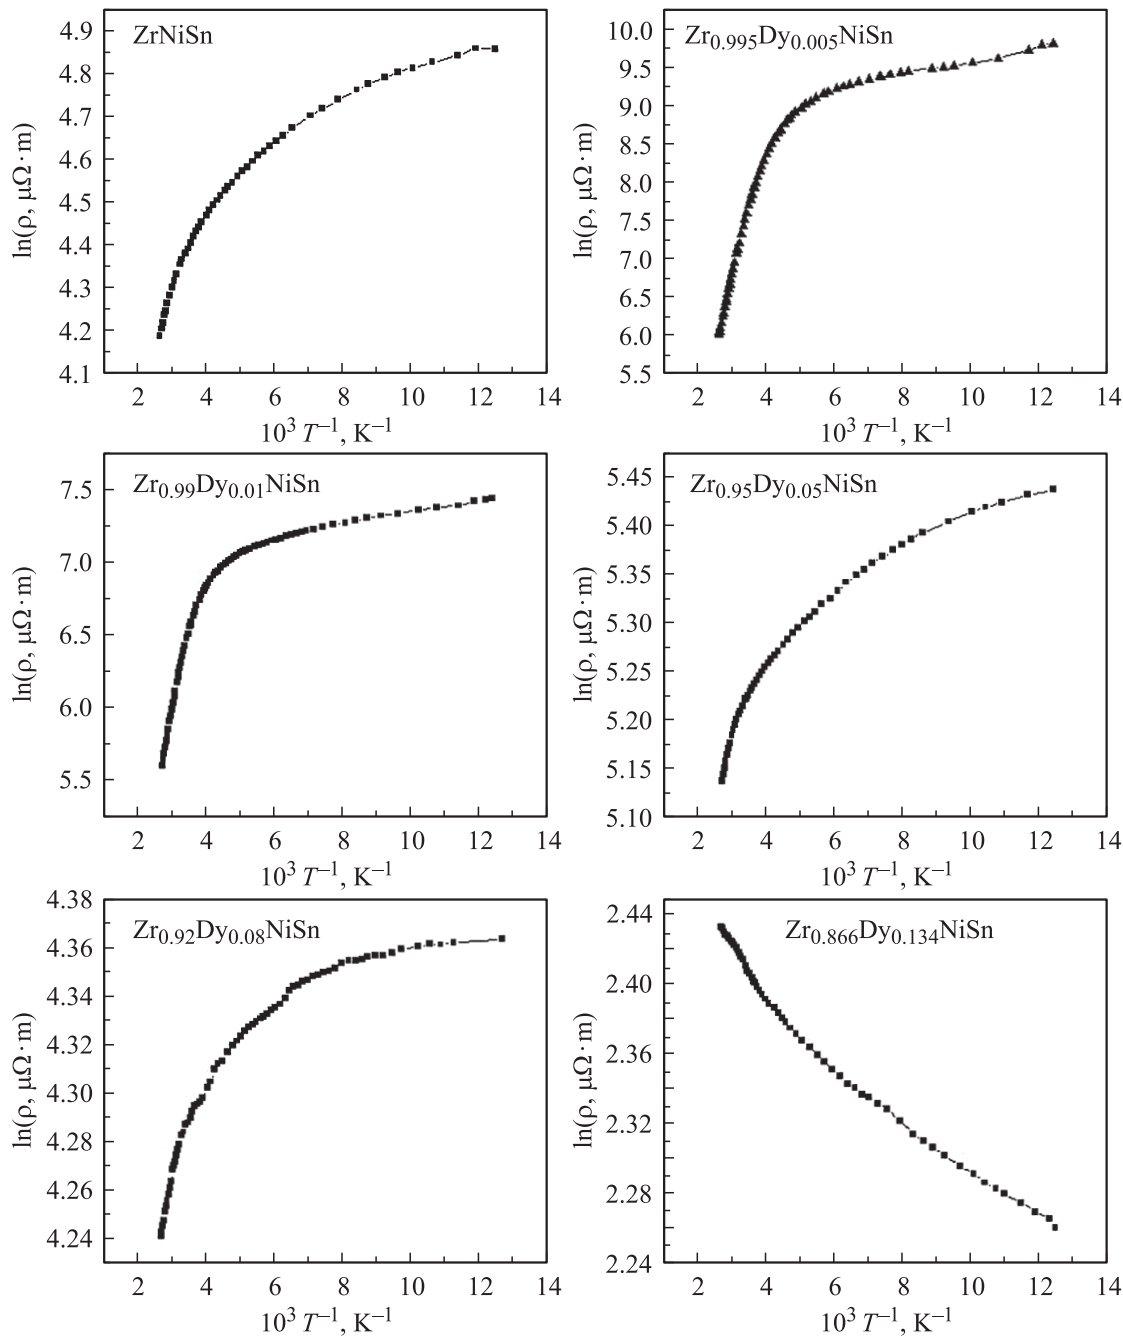 ZrNiSn
4.9
4.8
4.7
4.6
4.5
4.4
4.3
4.2
4.1
ln(ρ, μΩ·m)
2 4 6 8 10 12 14
10³ T⁻¹, K⁻¹
Zr₀.₉₉₅Dy₀.₀₀₅NiSn
10.0
9.5
9.0
8.5
8.0
7.5
7.0
6.5
6.0
5.5
ln(ρ, μΩ·m)
2 4 6 8 10 12 14
10³ T⁻¹, K⁻¹
Zr₀.₉₉Dy₀.₀₁NiSn
7.5
7.0
6.5
6.0
5.5
ln(ρ, μΩ·m)
2 4 6 8 10 12 14
10³ T⁻¹, K⁻¹
Zr₀.₉₅Dy₀.₀₅NiSn
5.45
5.40
5.35
5.30
5.25
5.20
5.15
5.10
ln(ρ, μΩ·m)
2 4 6 8 10 12 14
10³ T⁻¹, K⁻¹
Zr₀.₉₂Dy₀.₀₈NiSn
4.38
4.36
4.34
4.32
4.30
4.28
4.26
4.24
ln(ρ, μΩ·m)
2 4 6 8 10 12 14
10³ T⁻¹, K⁻¹
Zr₀.₈₆₆Dy₀.₁₃₄NiSn
2.44
2.40
2.36
2.32
2.28
2.24
ln(ρ, μΩ·m)
2 4 6 8 10 12 14
10³ T⁻¹, K⁻¹